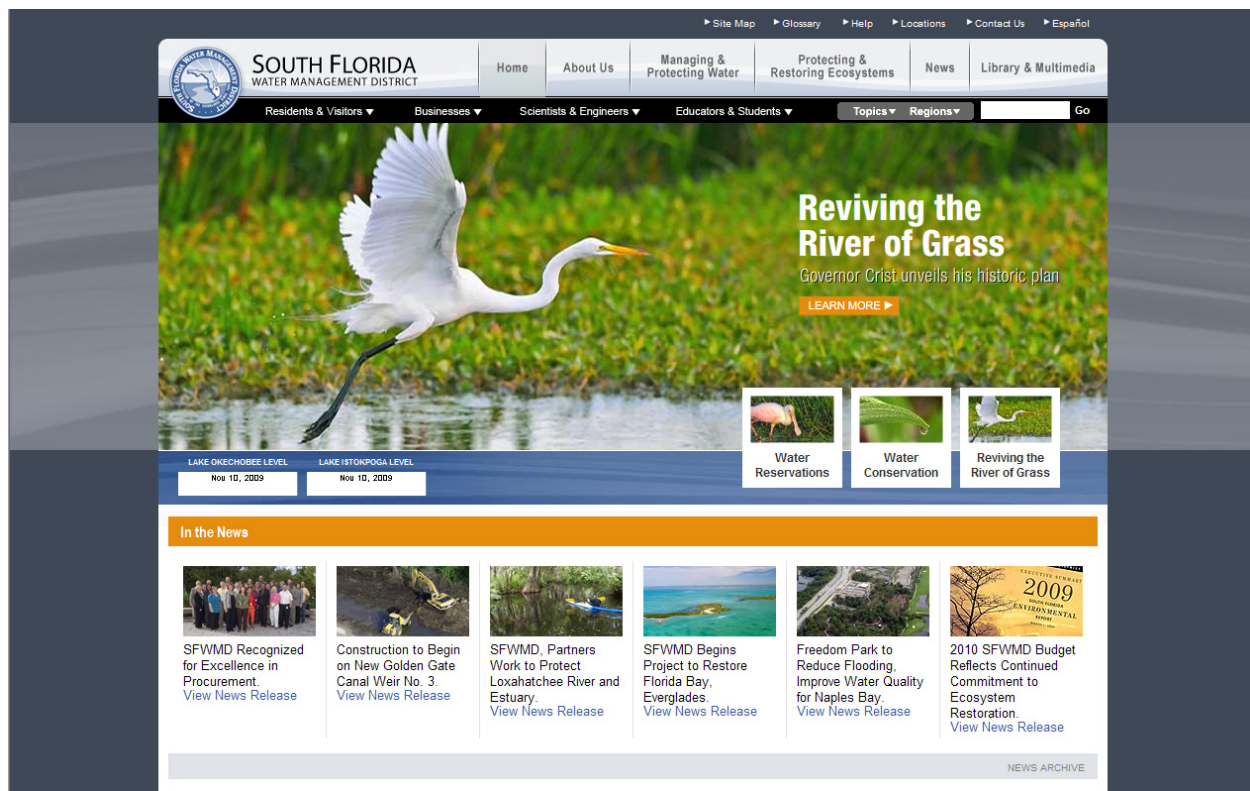 Site Map Glossary Help Locations Contact Us Español
SOUTH FLORIDA
WATER MANAGEMENT DISTRICT
Home
About Us
Managing &
Protecting Water
Protecting &
Restoring Ecosystems
News
Library & Multimedia
Residents & Visitors Businesses Scientists & Engineers Educators & Students Topics Regions Go
Reviving the
River of Grass
Governor Crist unveils his historic plan
LEARN MORE
Water
Reservations
Water
Conservation
Reviving the
River of Grass
LAKE OKECHOBEE LEVEL
Nov 10, 2009
LAKE ISTOKPOGA LEVEL
Nov 10, 2009
In the News
SFWMD Recognized
for Excellence in
Procurement.
View News Release
Construction to Begin
on New Golden Gate
Canal Weir No. 3.
View News Release
SFWMD, Partners
Work to Protect
Loxahatchee River and
Estuary.
View News Release
SFWMD Begins
Project to Restore
Florida Bay,
Everglades.
View News Release
Freedom Park to
Reduce Flooding,
Improve Water Quality
for Naples Bay.
View News Release
EXECUTIVE SUMMARY
2009
SOUTH FLORIDA
ENVIRONMENTAL
REPORT
2010 SFWMD Budget
Reflects Continued
Commitment to
Ecosystem
Restoration.
View News Release
NEWS ARCHIVE